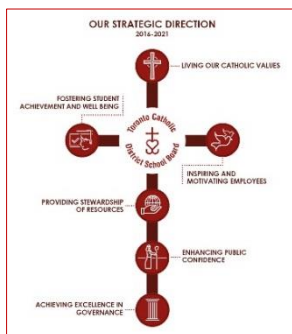 OUR STRATEGIC DIRECTION
2016-2021
LIVING OUR CATHOLIC VALUES
FOSTERING STUDENT
ACHIEVEMENT AND WELL BEING
Toronto Catholic
District School Board
INSPIRING AND
MOTIVATING EMPLOYEES
PROVIDING STEWARDSHIP
OF RESOURCES
ENHANCING PUBLIC
CONFIDENCE
ACHIEVING EXCELLENCE IN
GOVERNANCE